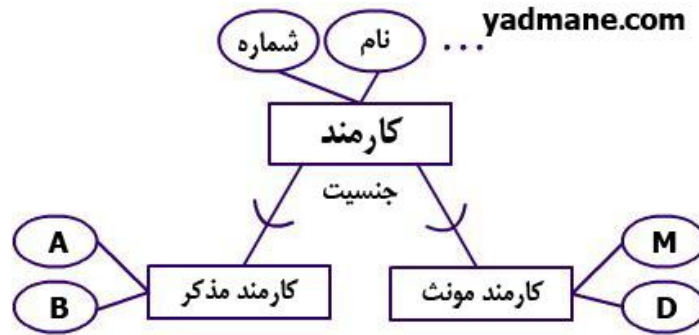 yadmane.com
شماره نام ...
کارمند
جنسیت
A
M
کارمند مذکر کارمند مونث
B
D